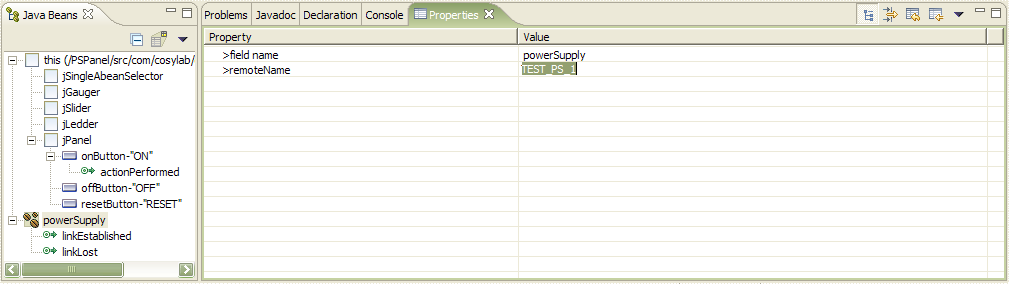 Java Beans
this (/PSPanel/src/com/cosylab/
jSingleAbeanSelector
jGauger
jSlider
jLedder
jPanel
onButton-"ON"
actionPerformed
offButton-"OFF"
resetButton-"RESET"
powerSupply
linkEstablished
linkLost
Problems Javadoc Declaration Console Properties
Property Value
>field name powerSupply
>remoteName TEST_PS_1